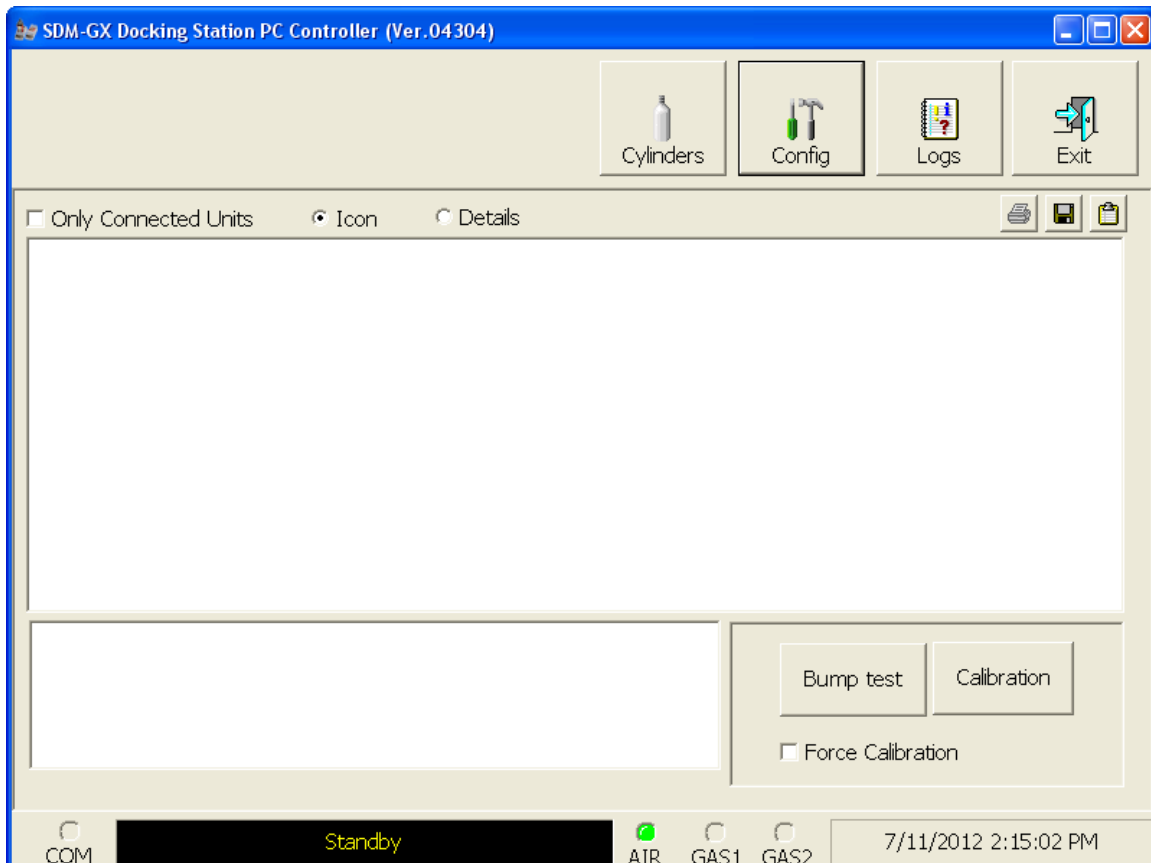 SDM-GX Docking Station PC Controller (Ver.04304)
Cylinders Config Logs Exit
Only Connected Units Icon Details
Bump test Calibration
Force Calibration
COM Standby AIR GAS1 GAS2 7/11/2012 2:15:02 PM